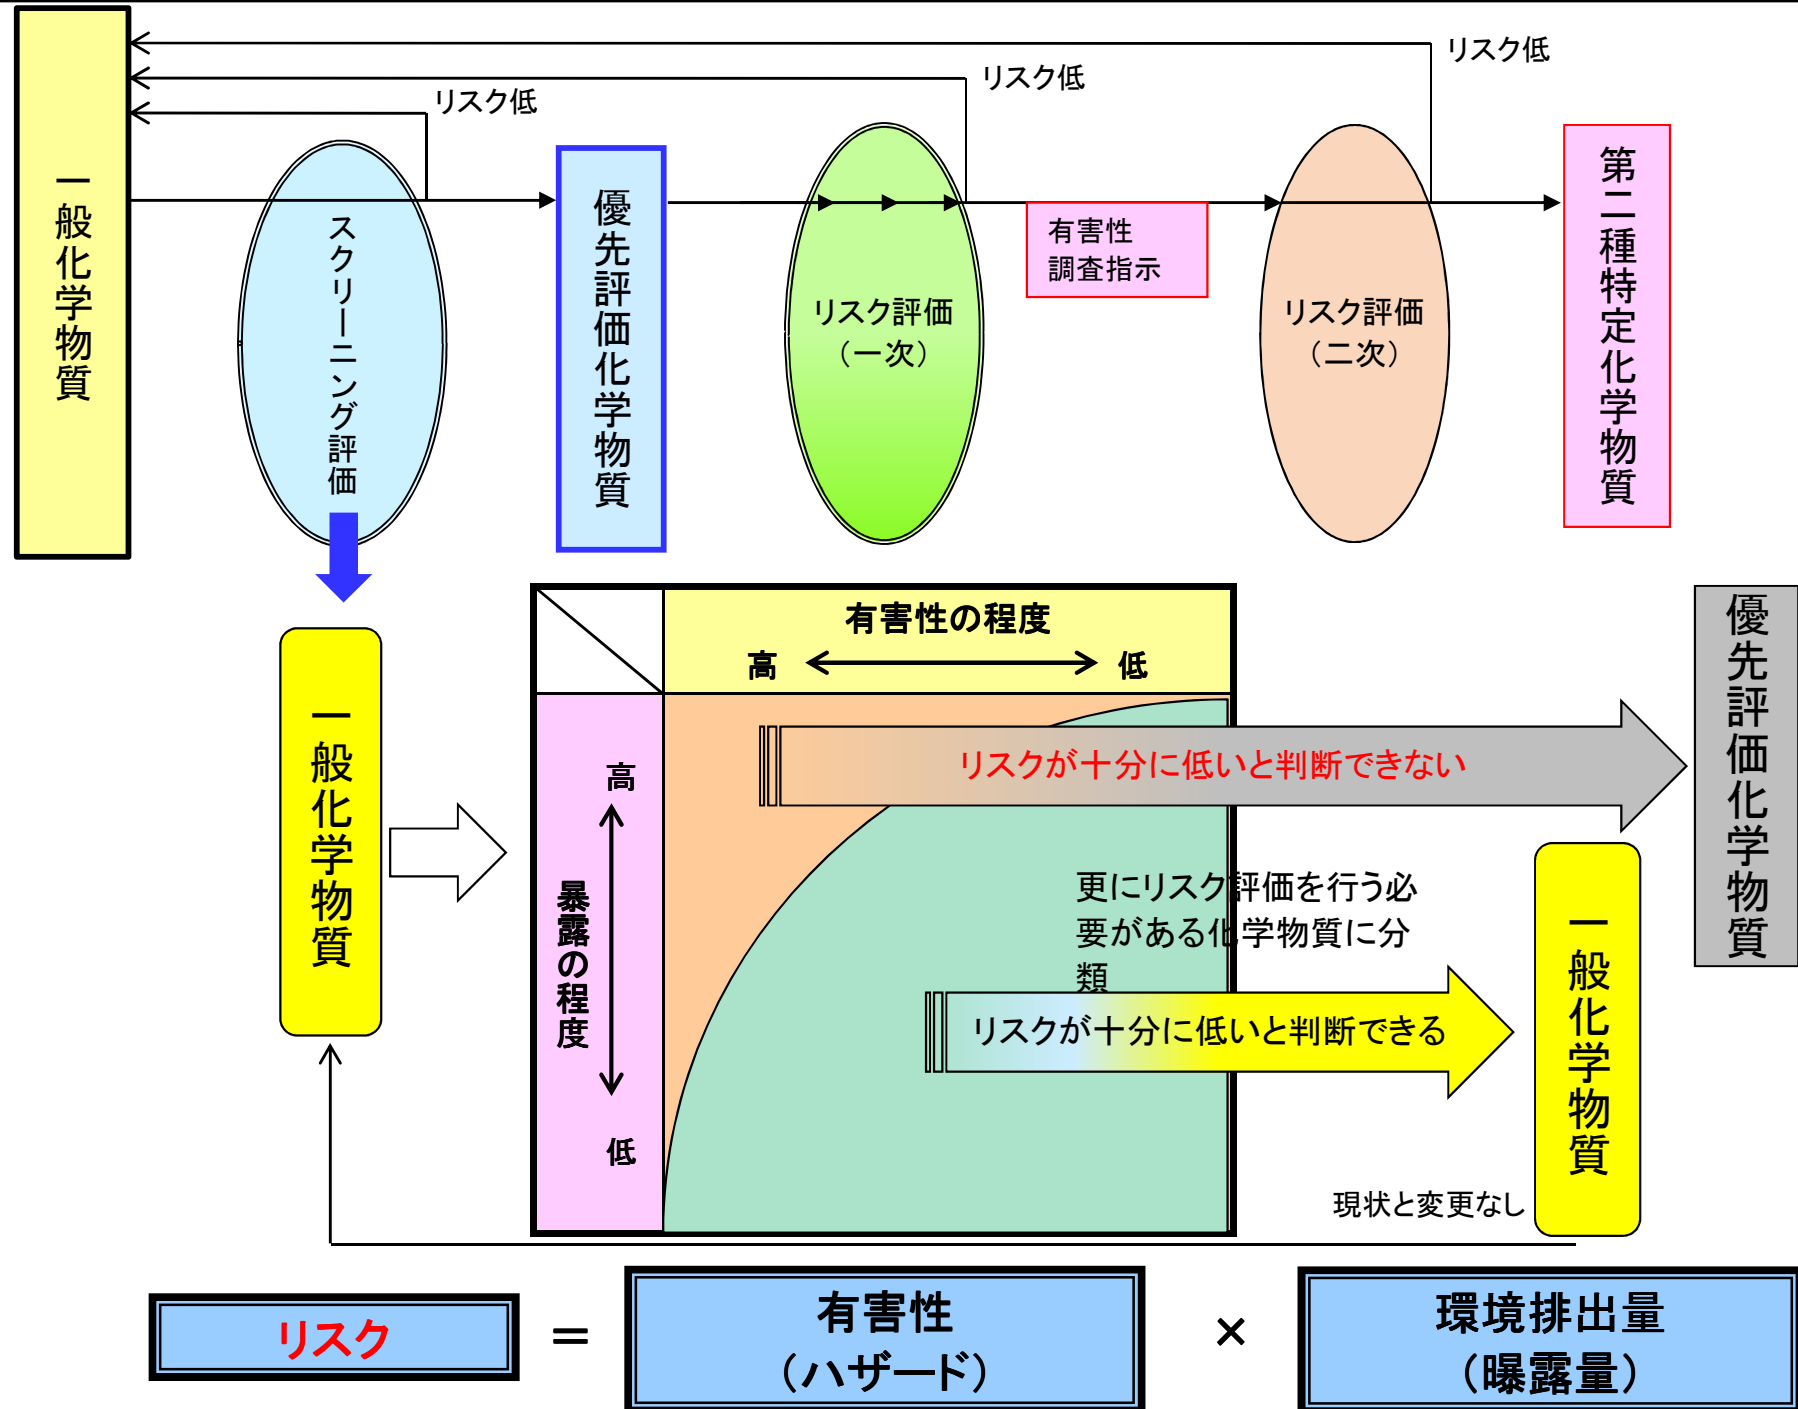 リスク低
リスク低
リスク低
一般化学物質
スクリーニング評価
優先評価化学物質
リスク評価
（一次）
有害性
調査指示
リスク評価
（二次）
第二種特定化学物質
一般化学物質
有害性の程度
高
低
暴露の程度
高
低
リスクが十分に低いと判断できない
優先評価化学物質
更にリスク評価を行う必
要がある化学物質に分
類
リスクが十分に低いと判断できる
一般化学物質
現状と変更なし
リスク
＝
有害性
（ハザード）
×
環境排出量
（曝露量）